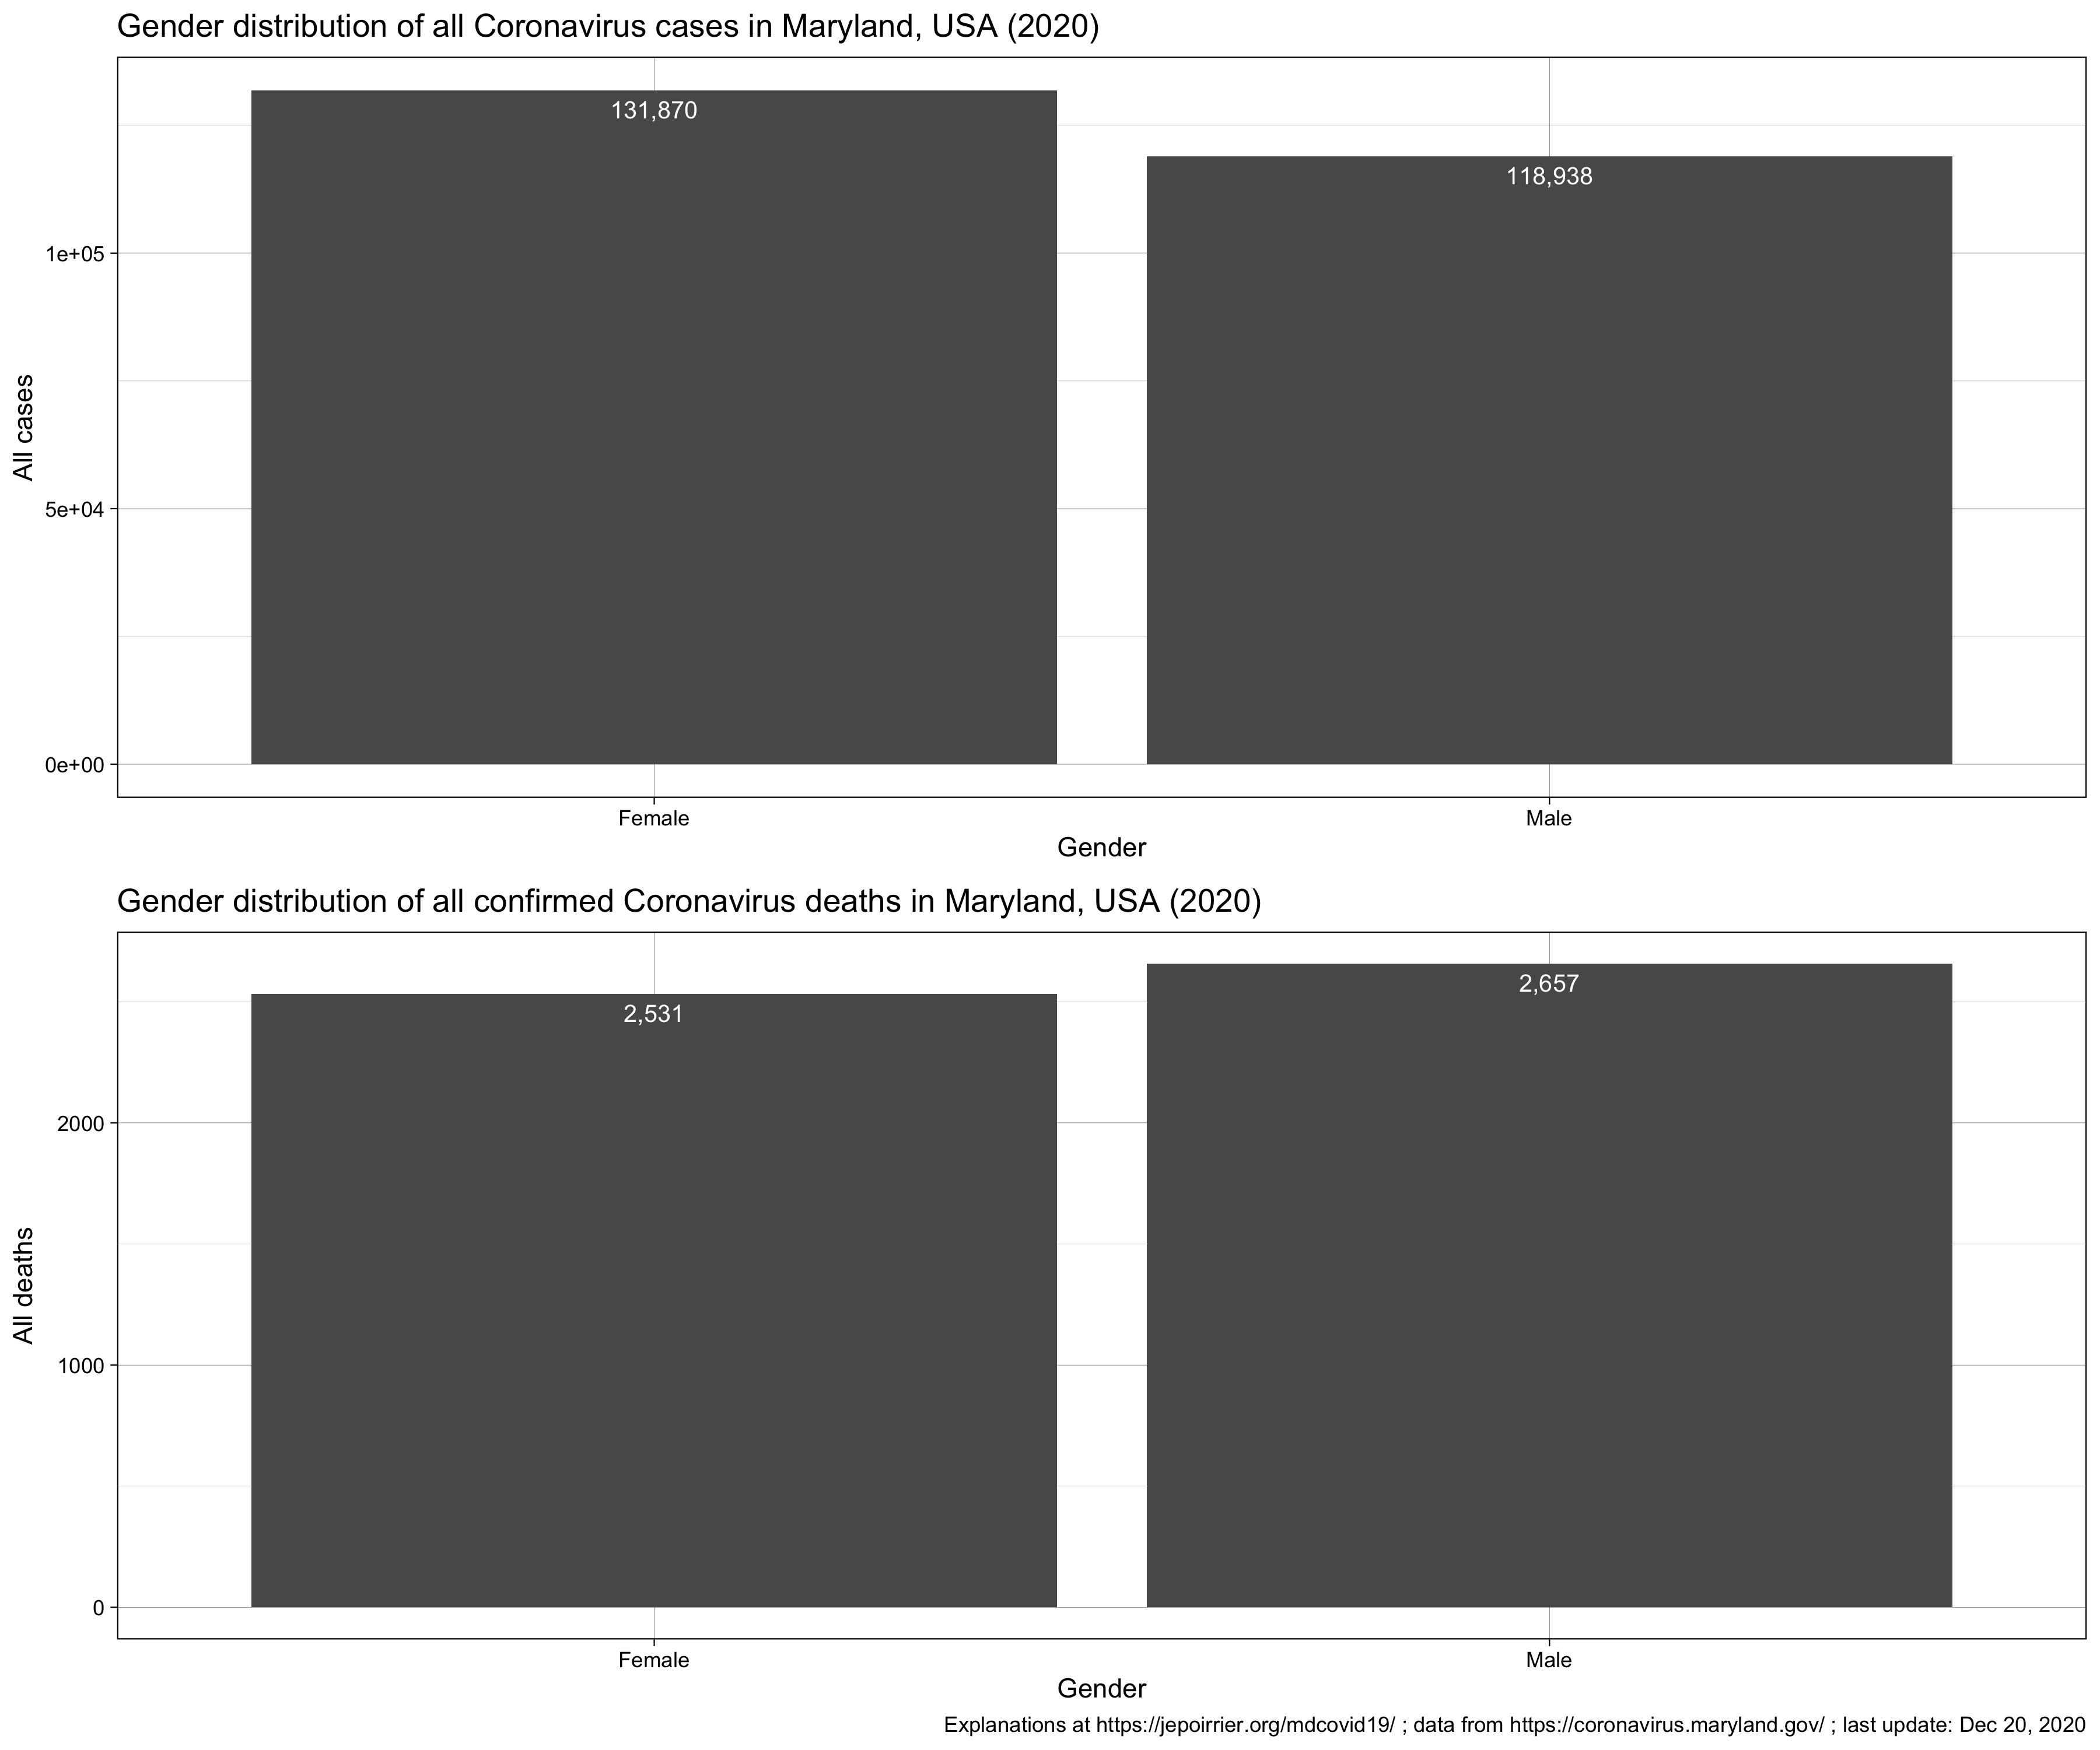 Gender distribution of all Coronavirus cases in Maryland, USA (2020)
131,870
118,938
1e+05
5e+04
0e+00
All cases
Female
Male
Gender
Gender distribution of all confirmed Coronavirus deaths in Maryland, USA (2020)
2,531
2,657
2000
1000
0
All deaths
Female
Male
Gender
Explanations at https://jepoirrier.org/mdcovid19/ ; data from https://coronavirus.maryland.gov/ ; last update: Dec 20, 2020